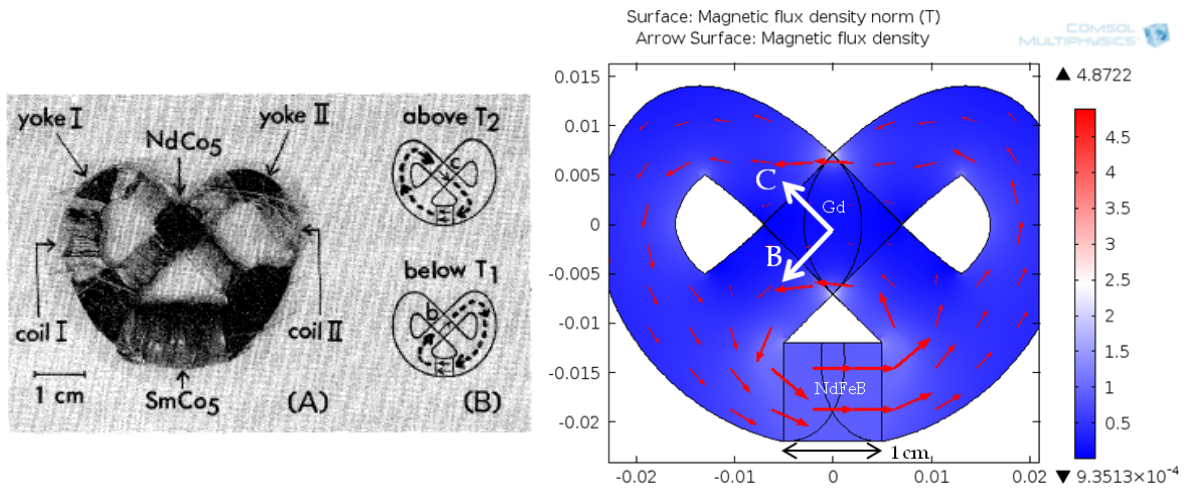 yoke I
NdCo5
yoke II
coil I
coil II
1 cm
SmCo5
(A)
above T2
c
below T1
b
(B)
Surface: Magnetic flux density norm (T)
Arrow Surface: Magnetic flux density
COMSOL
MULTIPHYSICS
0.015
0.01
0.005
0
-0.005
-0.01
-0.015
-0.02
C
Gd
B
NdFeB
1cm
-0.02
-0.01
0
0.01
0.02
▲ 4.8722
4.5
4
3.5
3
2.5
2
1.5
1
0.5
▼ 9.3513×10⁻⁴